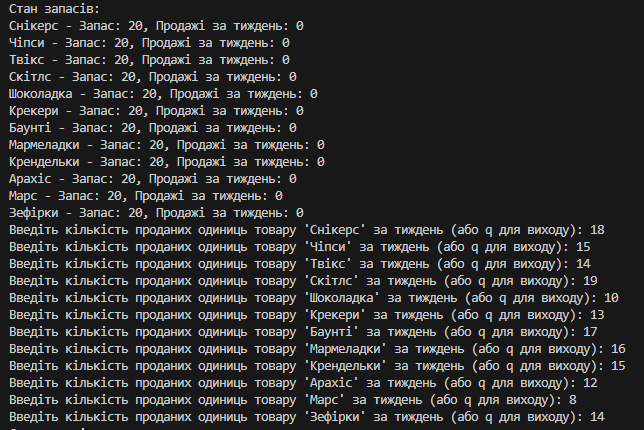 Стан запасів:
Снікерс - Запас: 20, Продажі за тиждень: 0
Чіпси - Запас: 20, Продажі за тиждень: 0
Твікс - Запас: 20, Продажі за тиждень: 0
Скітлс - Запас: 20, Продажі за тиждень: 0
Шоколадка - Запас: 20, Продажі за тиждень: 0
Крекери - Запас: 20, Продажі за тиждень: 0
Баунті - Запас: 20, Продажі за тиждень: 0
Мармеладки - Запас: 20, Продажі за тиждень: 0
Крендельки - Запас: 20, Продажі за тиждень: 0
Арахіс - Запас: 20, Продажі за тиждень: 0
Марс - Запас: 20, Продажі за тиждень: 0
Зефірки - Запас: 20, Продажі за тиждень: 0
Введіть кількість проданих одиниць товару 'Снікерс' за тиждень (або q для виходу): 18
Введіть кількість проданих одиниць товару 'Чіпси' за тиждень (або q для виходу): 15
Введіть кількість проданих одиниць товару 'Твікс' за тиждень (або q для виходу): 14
Введіть кількість проданих одиниць товару 'Скітлс' за тиждень (або q для виходу): 19
Введіть кількість проданих одиниць товару 'Шоколадка' за тиждень (або q для виходу): 10
Введіть кількість проданих одиниць товару 'Крекери' за тиждень (або q для виходу): 13
Введіть кількість проданих одиниць товару 'Баунті' за тиждень (або q для виходу): 17
Введіть кількість проданих одиниць товару 'Мармеладки' за тиждень (або q для виходу): 16
Введіть кількість проданих одиниць товару 'Крендельки' за тиждень (або q для виходу): 15
Введіть кількість проданих одиниць товару 'Арахіс' за тиждень (або q для виходу): 12
Введіть кількість проданих одиниць товару 'Марс' за тиждень (або q для виходу): 8
Введіть кількість проданих одиниць товару 'Зефірки' за тиждень (або q для виходу): 14